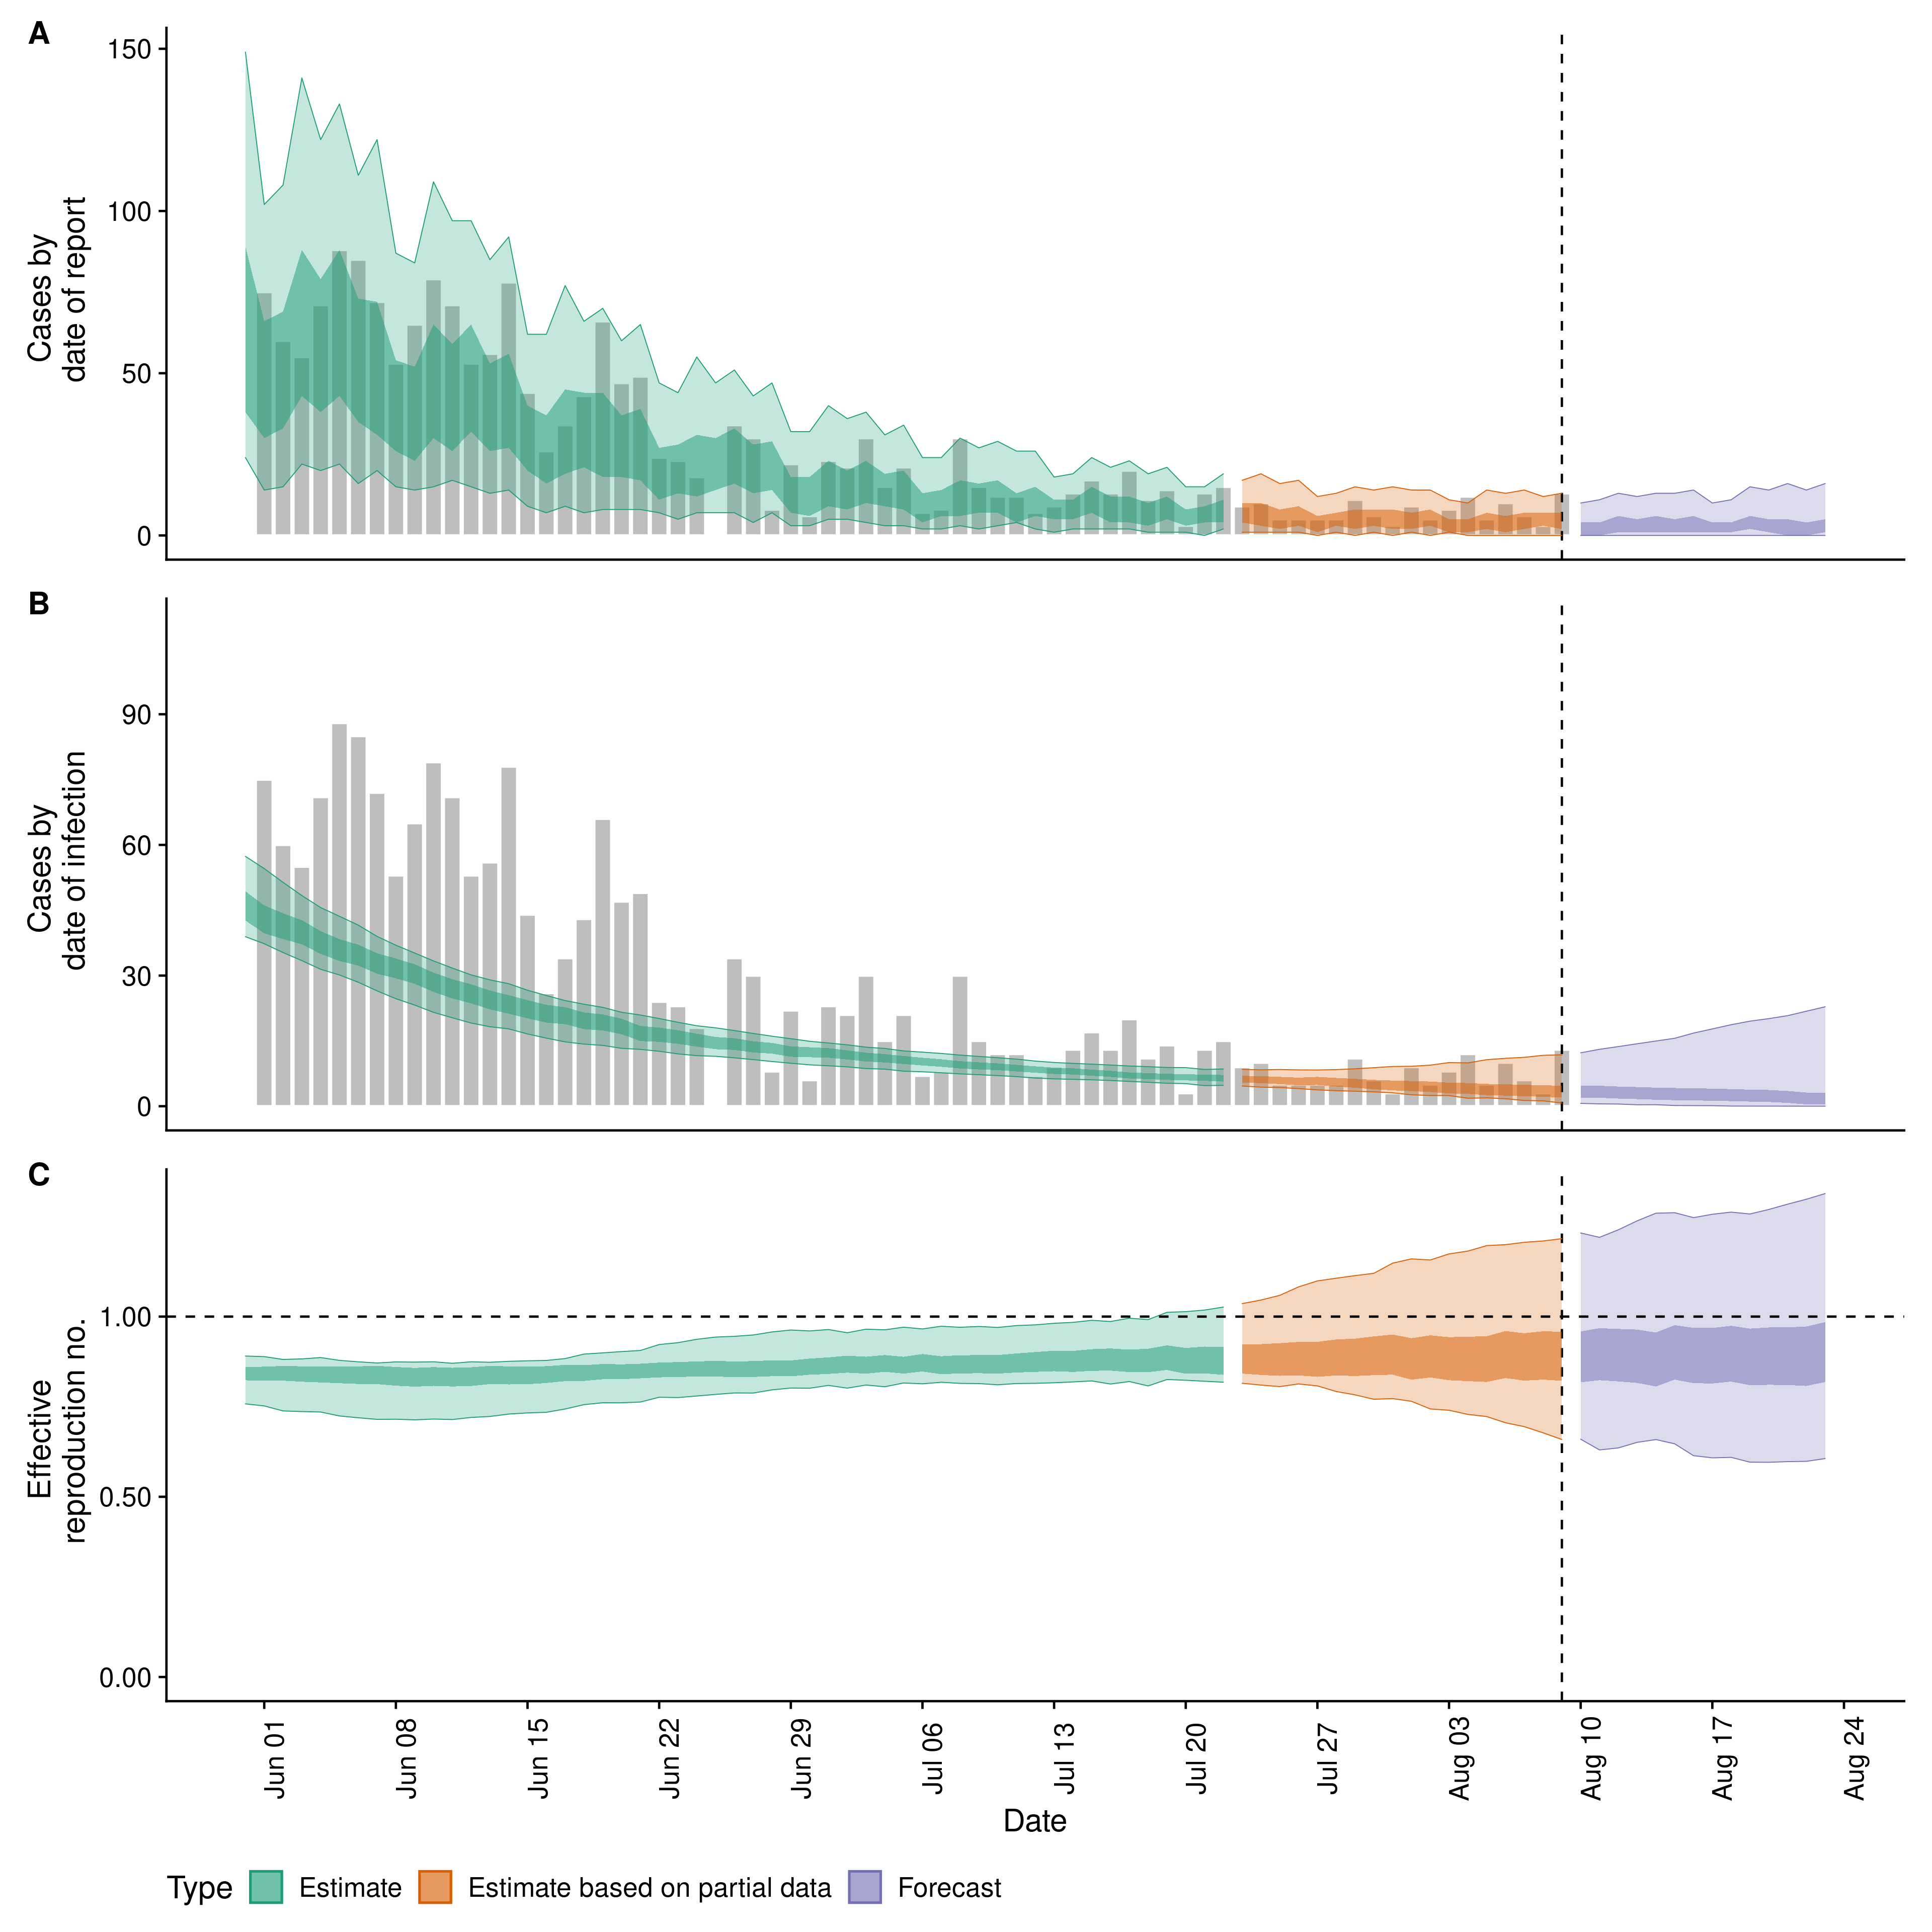 A
150
100
50
0
Cases by
date of report
B
90
60
30
0
Cases by
date of infection
C
1.00
0.50
0.00
Effective
reproduction no.
Jun 01
Jun 08
Jun 15
Jun 22
Jun 29
Jul 06
Jul 13
Jul 20
Jul 27
Aug 03
Aug 10
Aug 17
Aug 24
Date
Type Estimate Estimate based on partial data Forecast